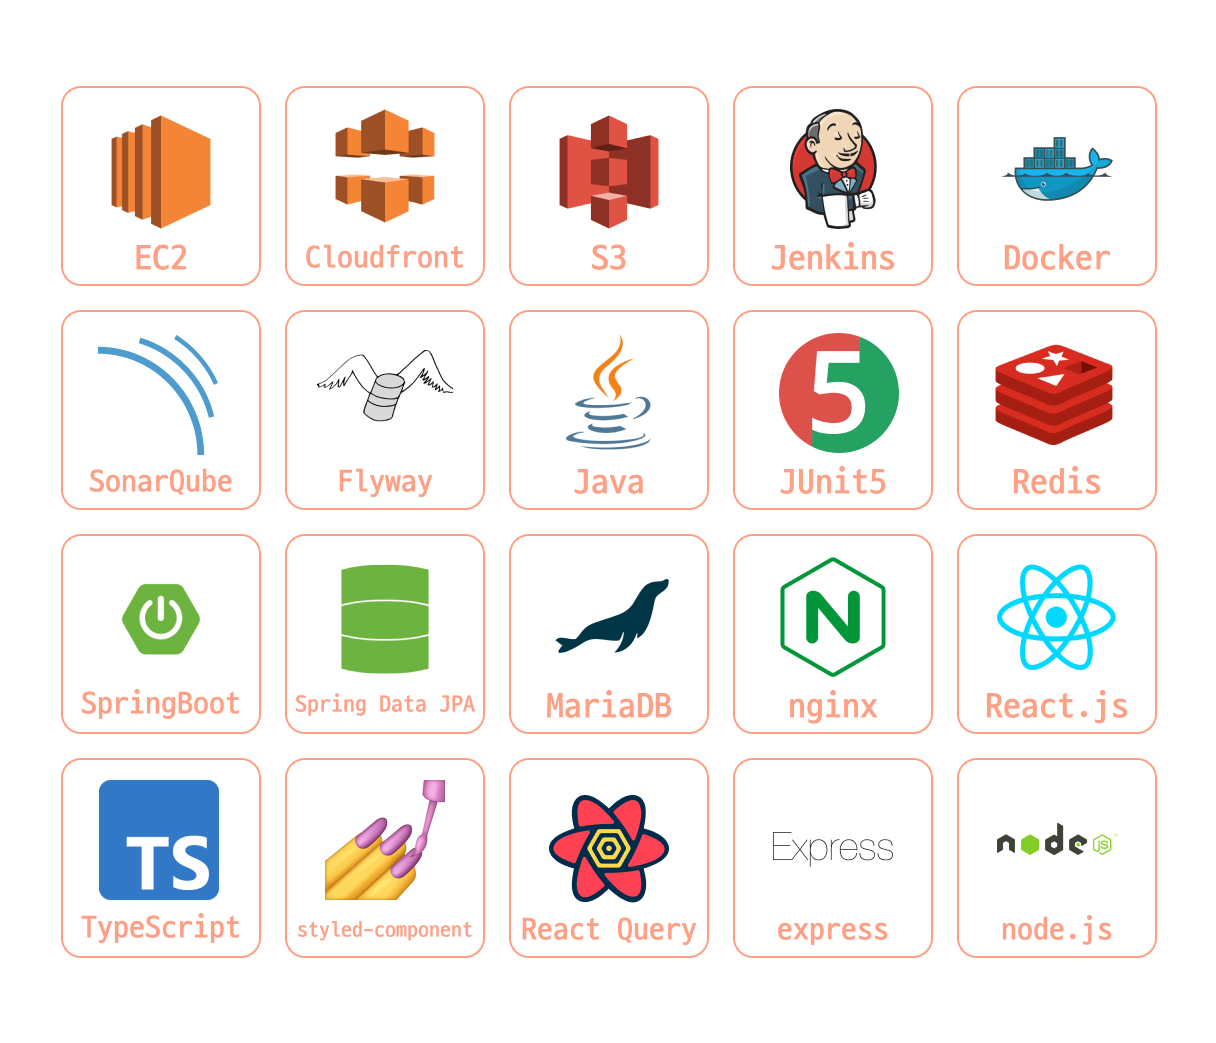 EC2
Cloudfront
S3
Jenkins
Docker
SonarQube
Flyway
Java
5
JUnit5
Redis
SpringBoot
Spring Data JPA
MariaDB
N
nginx
React.js
TS
TypeScript
styled-component
React Query
Express
express
node
JS
node.js